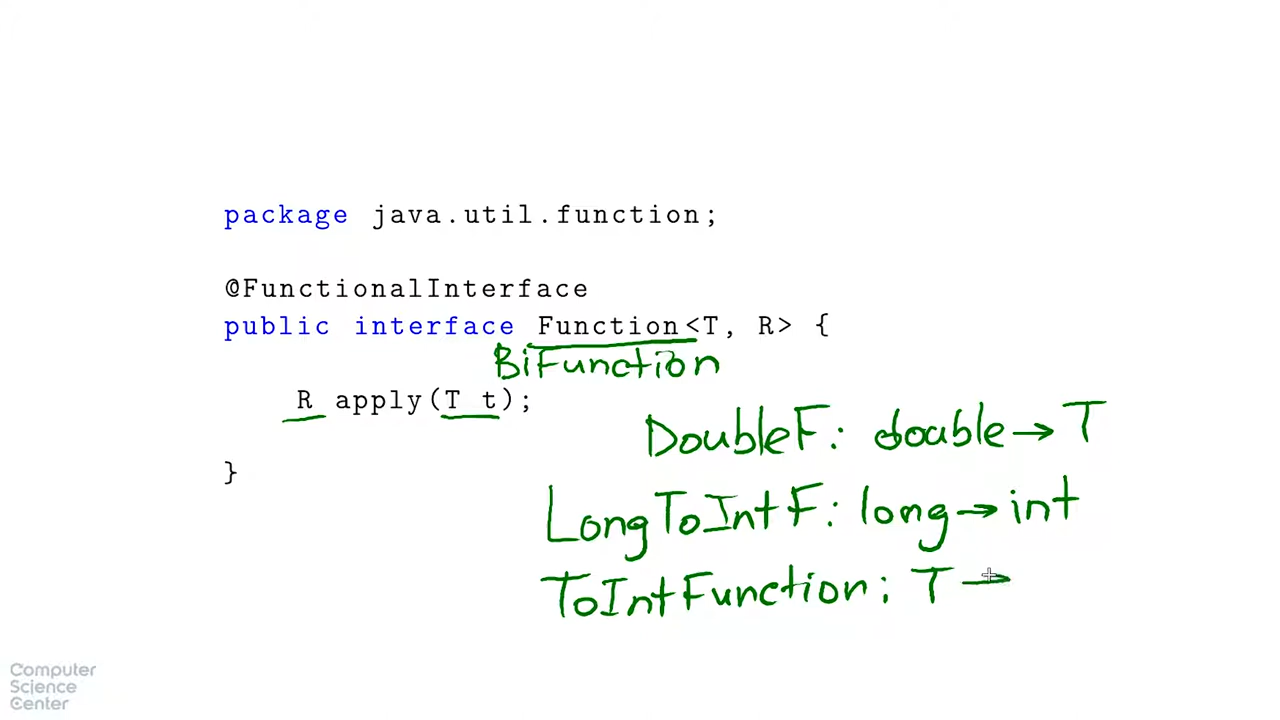 package java.util.function;
@FunctionalInterface
public interface Function<T, R> {
BiFunction
R apply(T t);
DoubleF: double→T
LongToIntF: long→int
}
ToIntFunction: T→
Computer
Science
Center